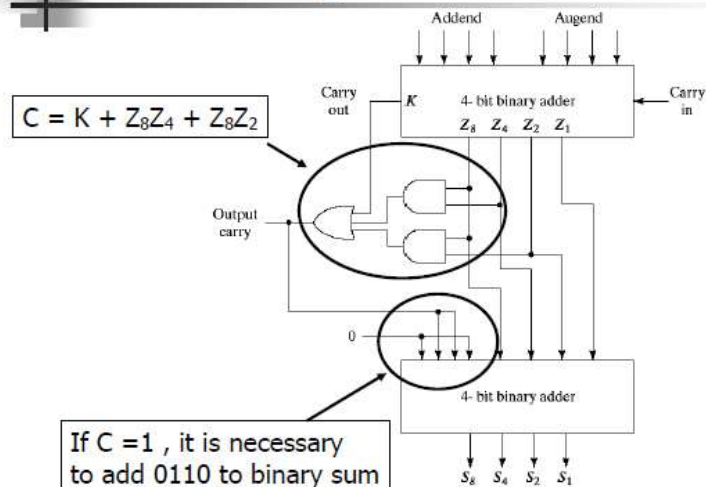 Addend Augend
Carry out
K 4- bit binary adder
Carry in
Z₈ Z₄ Z₂ Z₁
C = K + Z₈Z₄ + Z₈Z₂
Output carry
0
4- bit binary adder
If C =1 , it is necessary
to add 0110 to binary sum
S₈ S₄ S₂ S₁